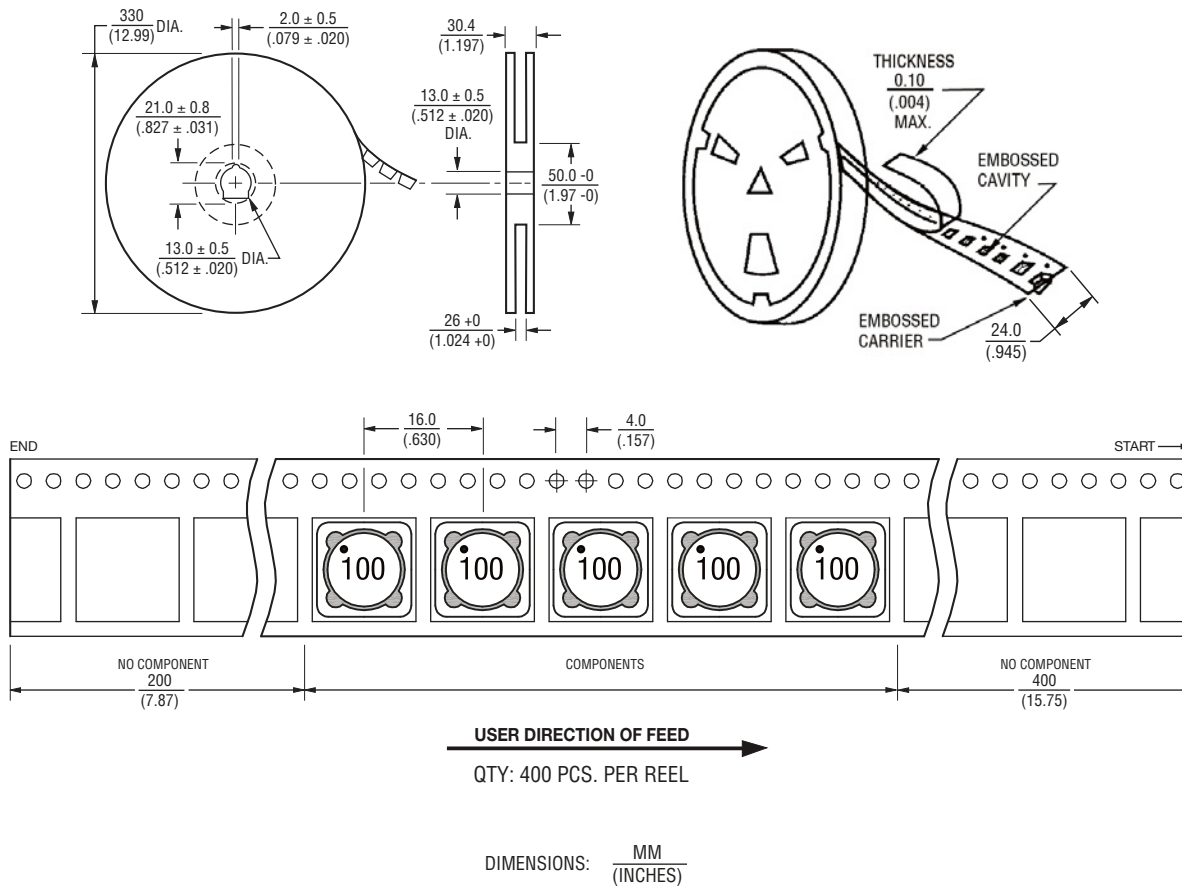 330
(12.99)
DIA.
2.0 ± 0.5
(.079 ± .020)
21.0 ± 0.8
(.827 ± .031)
13.0 ± 0.5
(.512 ± .020)
DIA.
30.4
(1.197)
13.0 ± 0.5
(.512 ± .020)
DIA.
50.0 -0
(1.97 -0)
26 +0
(1.024 +0)
THICKNESS
0.10
(.004)
MAX.
EMBOSSED
CAVITY
EMBOSSED
CARRIER
24.0
(.945)
16.0
(.630)
4.0
(.157)
END
START
100
100
100
100
100
NO COMPONENT
200
(7.87)
COMPONENTS
NO COMPONENT
400
(15.75)
USER DIRECTION OF FEED
QTY: 400 PCS. PER REEL
DIMENSIONS:
MM
(INCHES)